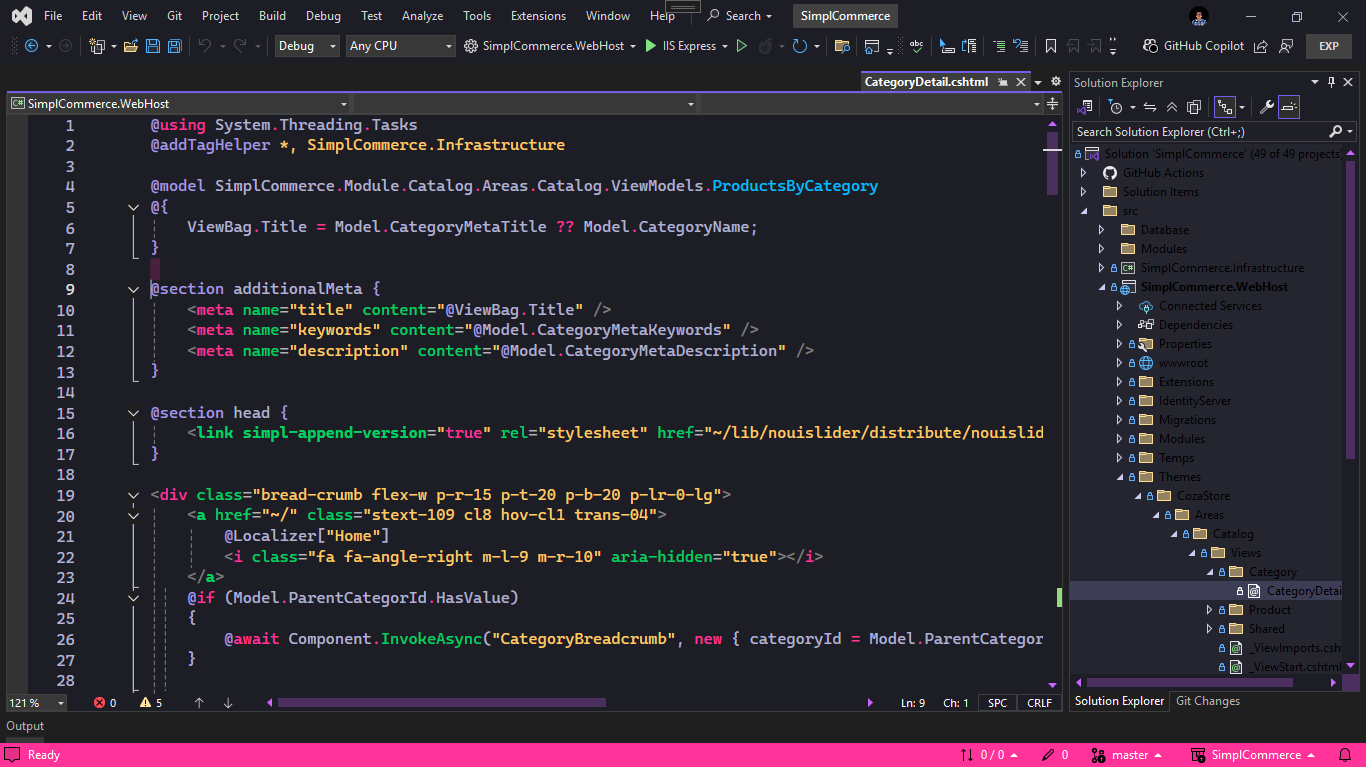 File Edit View Git Project Build Debug Test Analyze Tools Extensions Window Help Search SimplCommerce
Debug Any CPU SimplCommerce.WebHost IIS Express abc GitHub Copilot EXP
CategoryDetail.cshtml
C# SimplCommerce.WebHost
1 @using System.Threading.Tasks
2 @addTagHelper *, SimplCommerce.Infrastructure
3
4 @model SimplCommerce.Module.Catalog.Areas.Catalog.ViewModels.ProductsByCategory
5 @{
6 ViewBag.Title = Model.CategoryMetaTitle ?? Model.CategoryName;
7 }
8
9 @section additionalMeta {
10 <meta name="title" content="@ViewBag.Title" />
11 <meta name="keywords" content="@Model.CategoryMetaKeywords" />
12 <meta name="description" content="@Model.CategoryMetaDescription" />
13 }
14
15 @section head {
16 <link simpl-append-version="true" rel="stylesheet" href="~/lib/nouislider/distribute/nouislid
17 }
18
19 <div class="bread-crumb flex-w p-r-15 p-t-20 p-b-20 p-lr-0-lg">
20 <a href="~/" class="stext-109 cl8 hov-cl1 trans-04">
21 @Localizer["Home"]
22 <i class="fa fa-angle-right m-l-9 m-r-10" aria-hidden="true"></i>
23 </a>
24 @if (Model.ParentCategorId.HasValue)
25 {
26 @await Component.InvokeAsync("CategoryBreadcrumb", new { categoryId = Model.ParentCategor
27 }
28
121 % 0 5 Ln: 9 Ch: 1 SPC CRLF
Solution Explorer
Search Solution Explorer (Ctrl+;)
Solution 'SimplCommerce' (49 of 49 projects)
GitHub Actions
Solution Items
src
Database
Modules
C# SimplCommerce.Infrastructure
SimplCommerce.WebHost
Connected Services
Dependencies
Properties
wwwroot
Extensions
IdentityServer
Migrations
Modules
Temps
Themes
CozaStore
Areas
Catalog
Views
Category
CategoryDetai
Product
Shared
_ViewImports.csh
_ViewStart.cshtml
Solution Explorer Git Changes
Output
Ready 0 / 0 0 master SimplCommerce